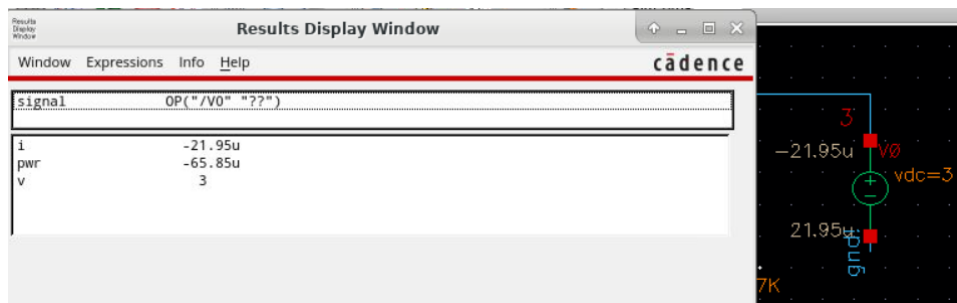 Results
Display
Window
Results Display Window
Window Expressions Info Help
cādence
signal OP("/V0" "??")
i -21.95u
pwr -65.85u
v 3
3
-21.95u
V0
vdc=3
21.95u
gnd
7K